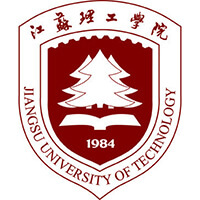 江蘇理工學院
1984
JIANGSU UNIVERSITY OF TECHNOLOGY